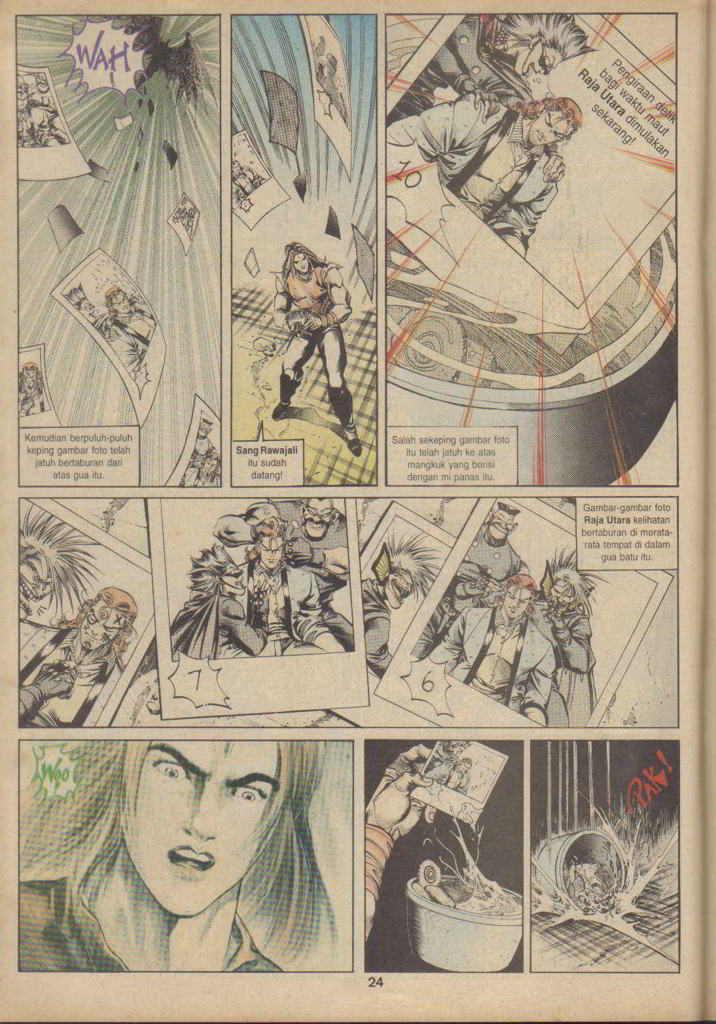 WAH
Kemudian berpuluh-puluh
keping gambar foto telah
jatuh bertaburan dari
atas gua itu.
Sang Rawajali
itu sudah
datang!
10
10
Pengiraan detik
bagi waktu maut
Raja Utara dimulakan
sekarang!
Salah sekeping gambar foto
itu telah jatuh ke atas
mangkuk yang berisi
dengan mi panas itu.
7
6
Gambar-gambar foto
Raja Utara kelihatan
bertaburan di merata-
rata tempat di dalam
gua batu itu.
Woo
PAK!
24